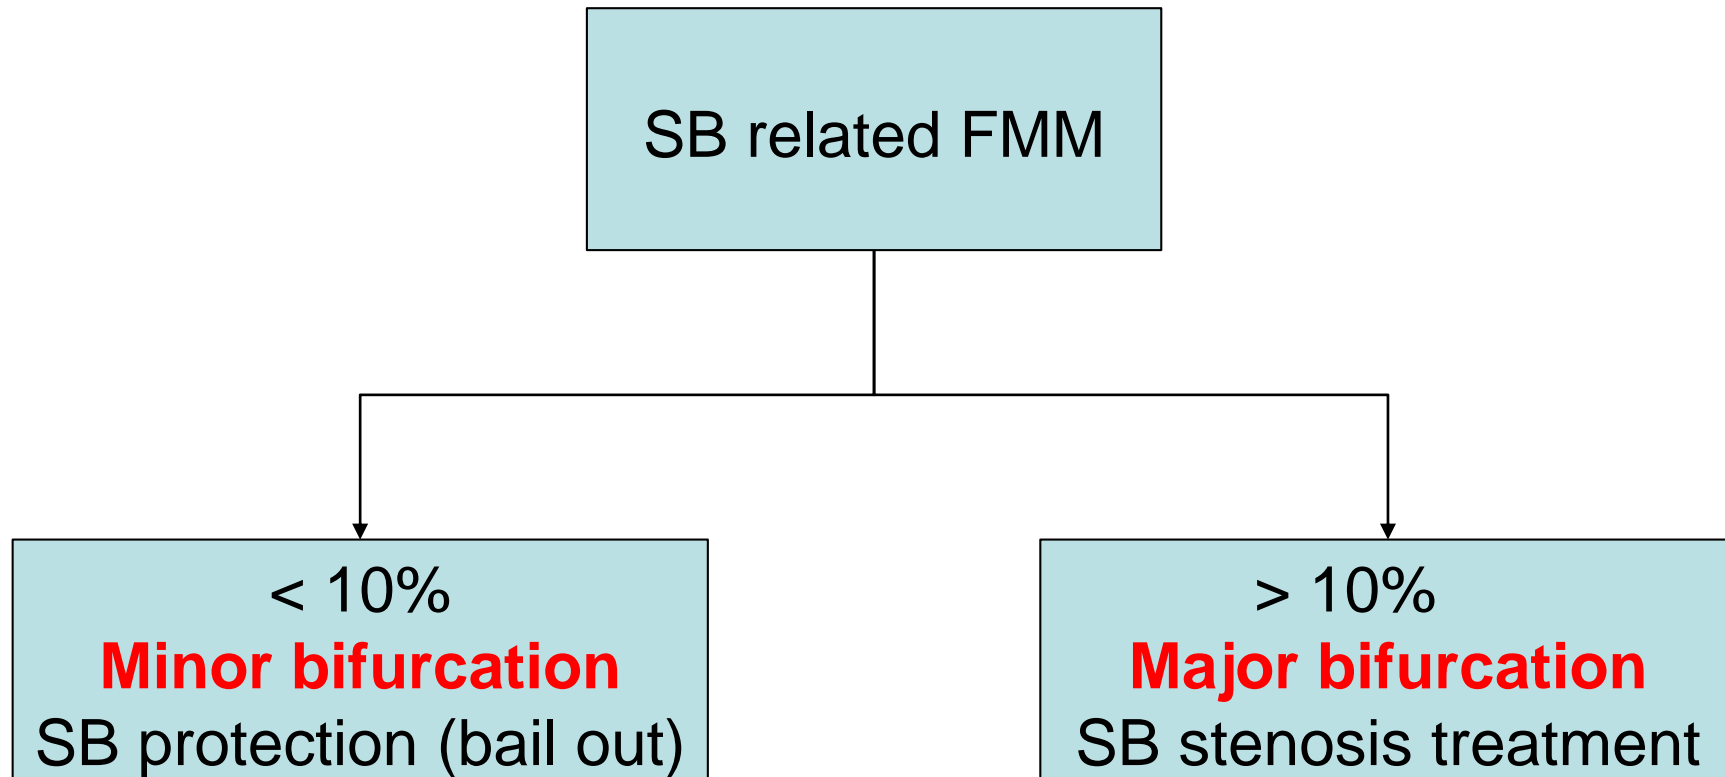 SB related FMM
< 10%
Minor bifurcation
SB protection (bail out)
> 10%
Major bifurcation
SB stenosis treatment